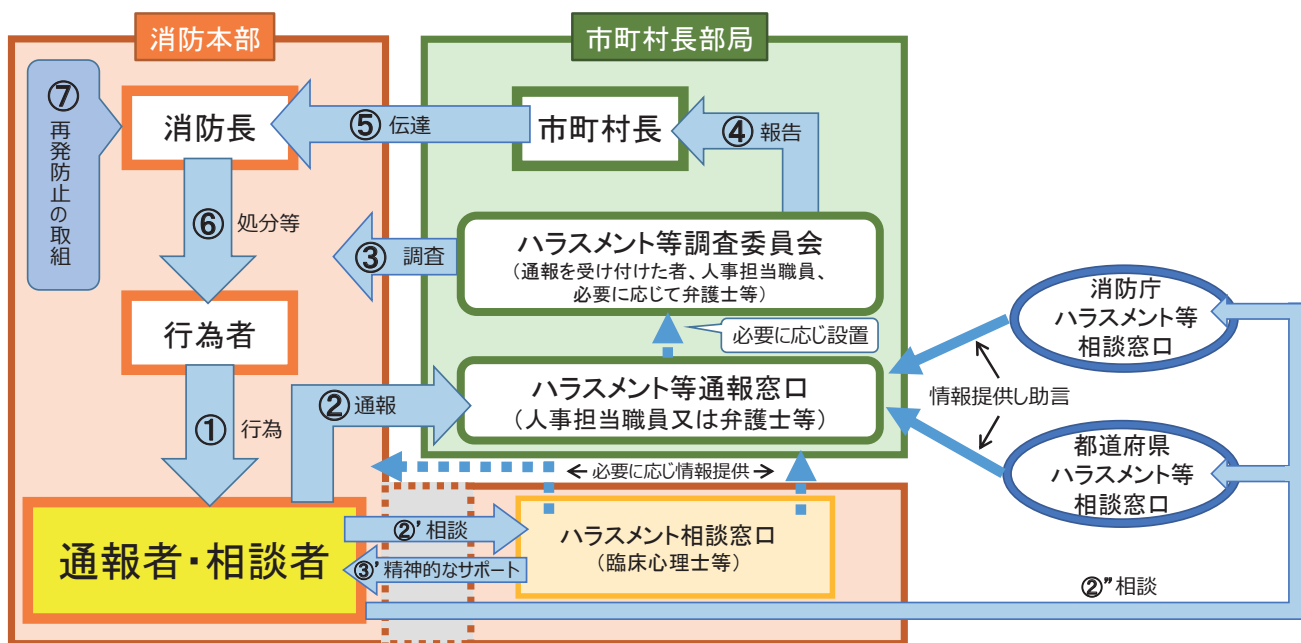 消防本部
市町村長部局
⑦
再発防止の取組
消防長
⑤ 伝達
市町村長
④ 報告
⑥ 処分等
③ 調査
ハラスメント等調査委員会
（通報を受け付けた者、人事担当職員、
必要に応じて弁護士等）
必要に応じ設置
行為者
② 通報
ハラスメント等通報窓口
（人事担当職員又は弁護士等）
消防庁
ハラスメント等
相談窓口
情報提供し助言
① 行為
都道府県
ハラスメント等
相談窓口
必要に応じ情報提供
通報者・相談者
②’ 相談
③’ 精神的なサポート
ハラスメント相談窓口
（臨床心理士等）
②” 相談